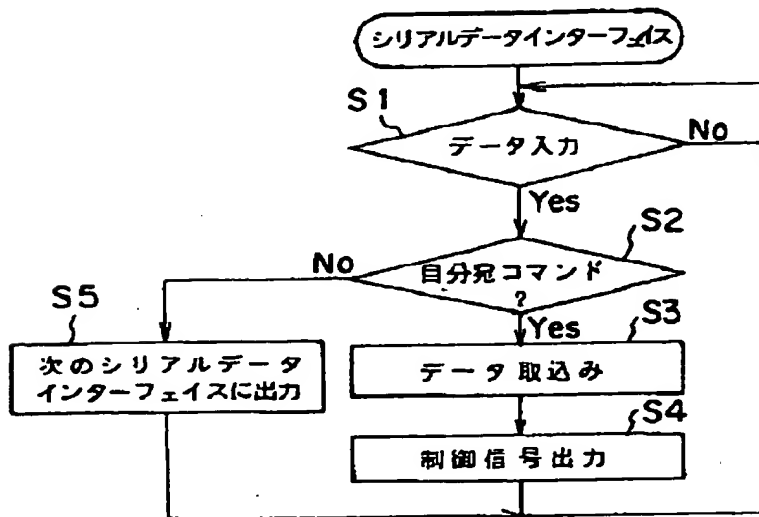 シリアルデータインターフェイス
S1
データ入力
No
Yes
S2
自分宛コマンド
?
No
Yes
S5
次のシリアルデータ
インターフェイスに出力
S3
データ取込み
S4
制御信号出力